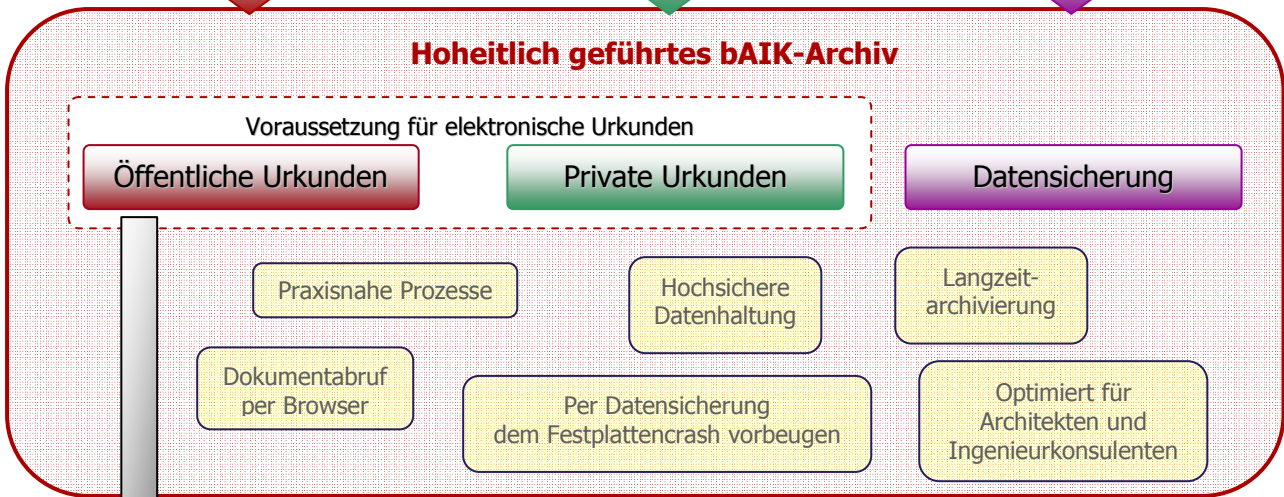 Hoheitlich geführtes bAIK-Archiv
Voraussetzung für elektronische Urkunden
Öffentliche Urkunden
Private Urkunden
Datensicherung
Praxisnahe Prozesse
Hochsichere
Datenhaltung
Langzeit-
archivierung
Dokumentabruf
per Browser
Per Datensicherung
dem Festplattencrash vorbeugen
Optimiert für
Architekten und
Ingenieurkonsulenten